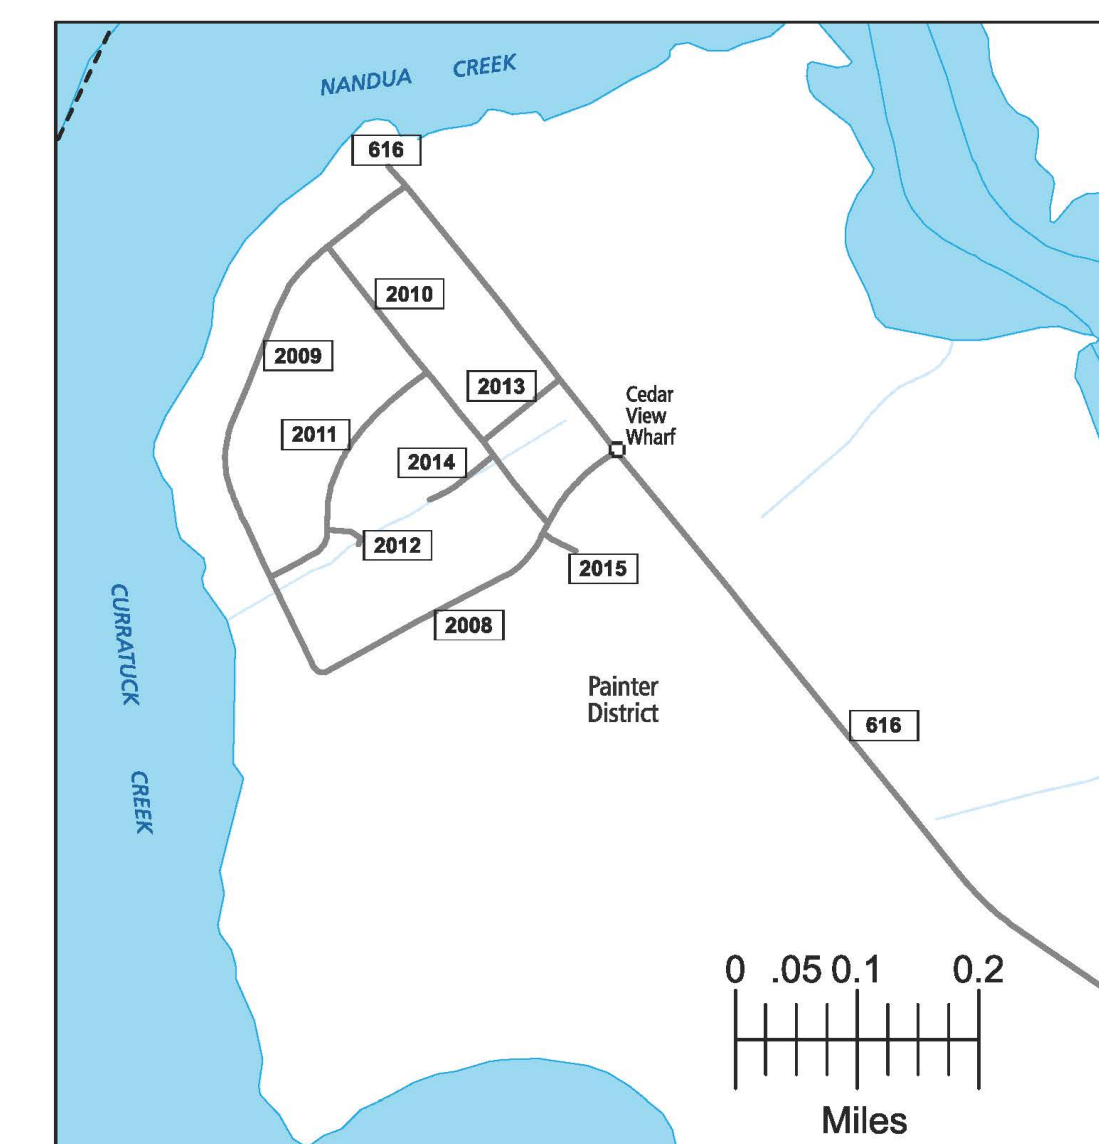 NANDUA CREEK
616
2010
2009
2013
Cedar
View
Wharf
2011
2014
2012
2015
CURRATUCK
CREEK
2008
Painter
District
616
0 .05 0.1 0.2
Miles